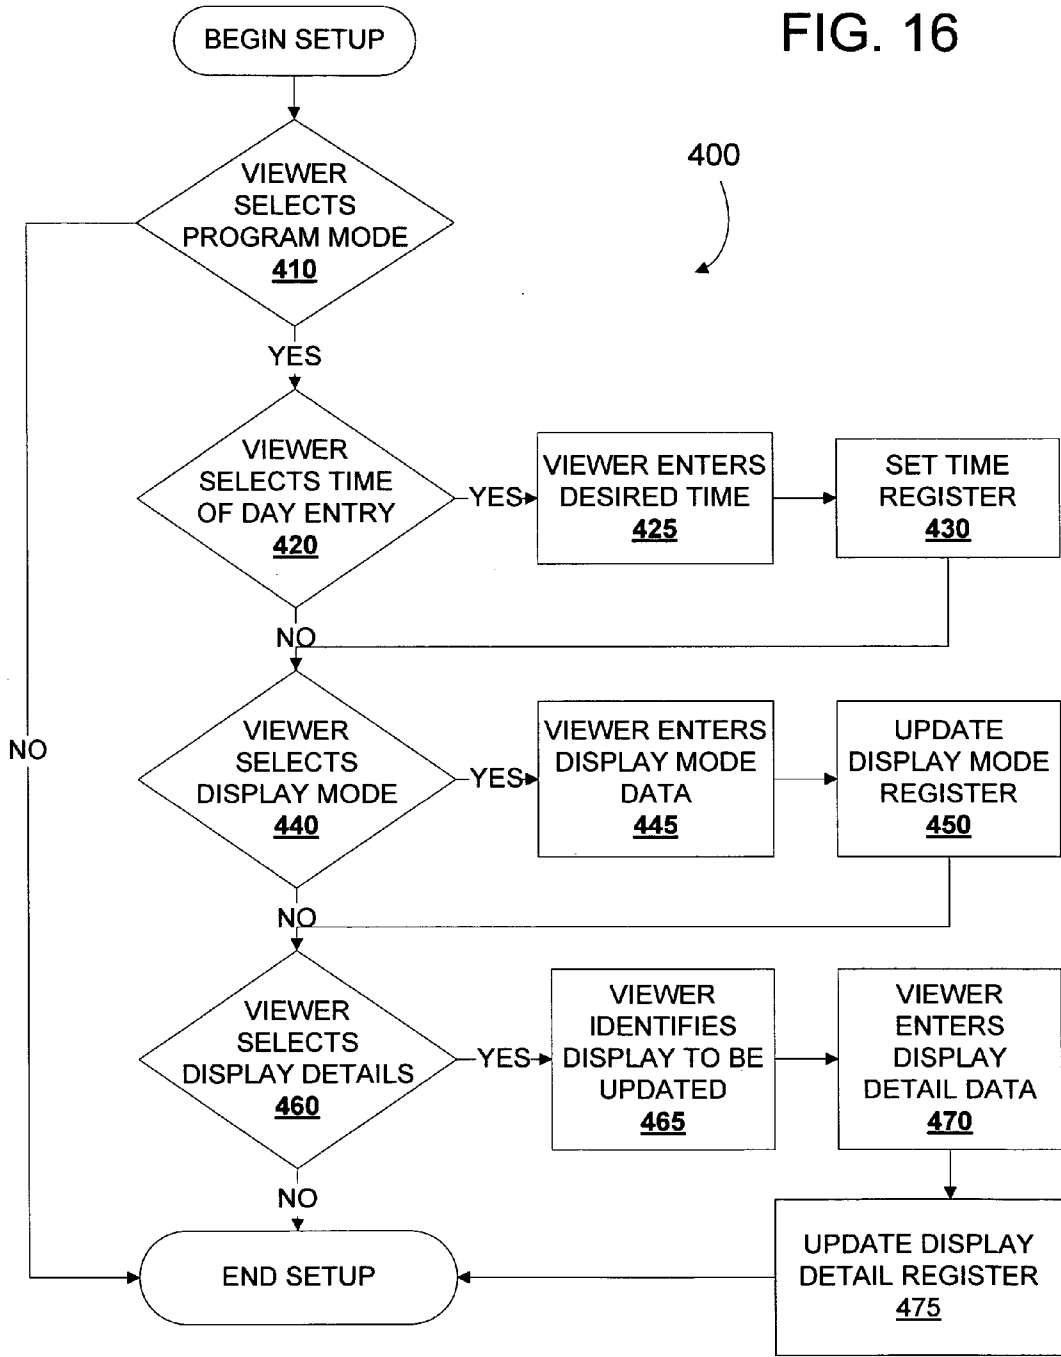 FIG. 16
BEGIN SETUP
400
VIEWER
SELECTS
PROGRAM MODE
410
YES
NO
VIEWER
SELECTS TIME
OF DAY ENTRY
420
YES
VIEWER ENTERS
DESIRED TIME
425
SET TIME
REGISTER
430
NO
VIEWER
SELECTS
DISPLAY MODE
440
YES
VIEWER ENTERS
DISPLAY MODE
DATA
445
UPDATE
DISPLAY MODE
REGISTER
450
NO
VIEWER
SELECTS
DISPLAY DETAILS
460
YES
VIEWER
IDENTIFIES
DISPLAY TO BE
UPDATED
465
VIEWER
ENTERS
DISPLAY
DETAIL DATA
470
NO
END SETUP
UPDATE DISPLAY
DETAIL REGISTER
475